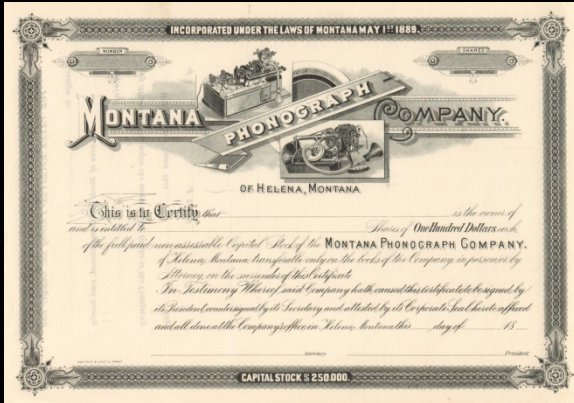 INCORPORATED UNDER THE LAWS OF MONTANA MAY 1ST 1889.
NUMBER
SHARES
MONTANA PHONOGRAPH COMPANY.
OF HELENA, MONTANA
This is to Certify that is the owner of
and is entitled to Shares of One Hundred Dollars each,
of the full paid non assessable Capital Stock of the MONTANA PHONOGRAPH COMPANY.
of Helena, Montana, transferable only on the books of the Company in person or by
Attorney, on the surrender of this Certificate
In Testimony Whereof, said Company hath caused this certificate to be signed by
its President, countersigned by its Secretary and attested by its Corporate Seal hereto affixed
and all done at the Company's office in Helena, Montana, this day of 18
Secretary
President
CAPITAL STOCK $ 250.000.